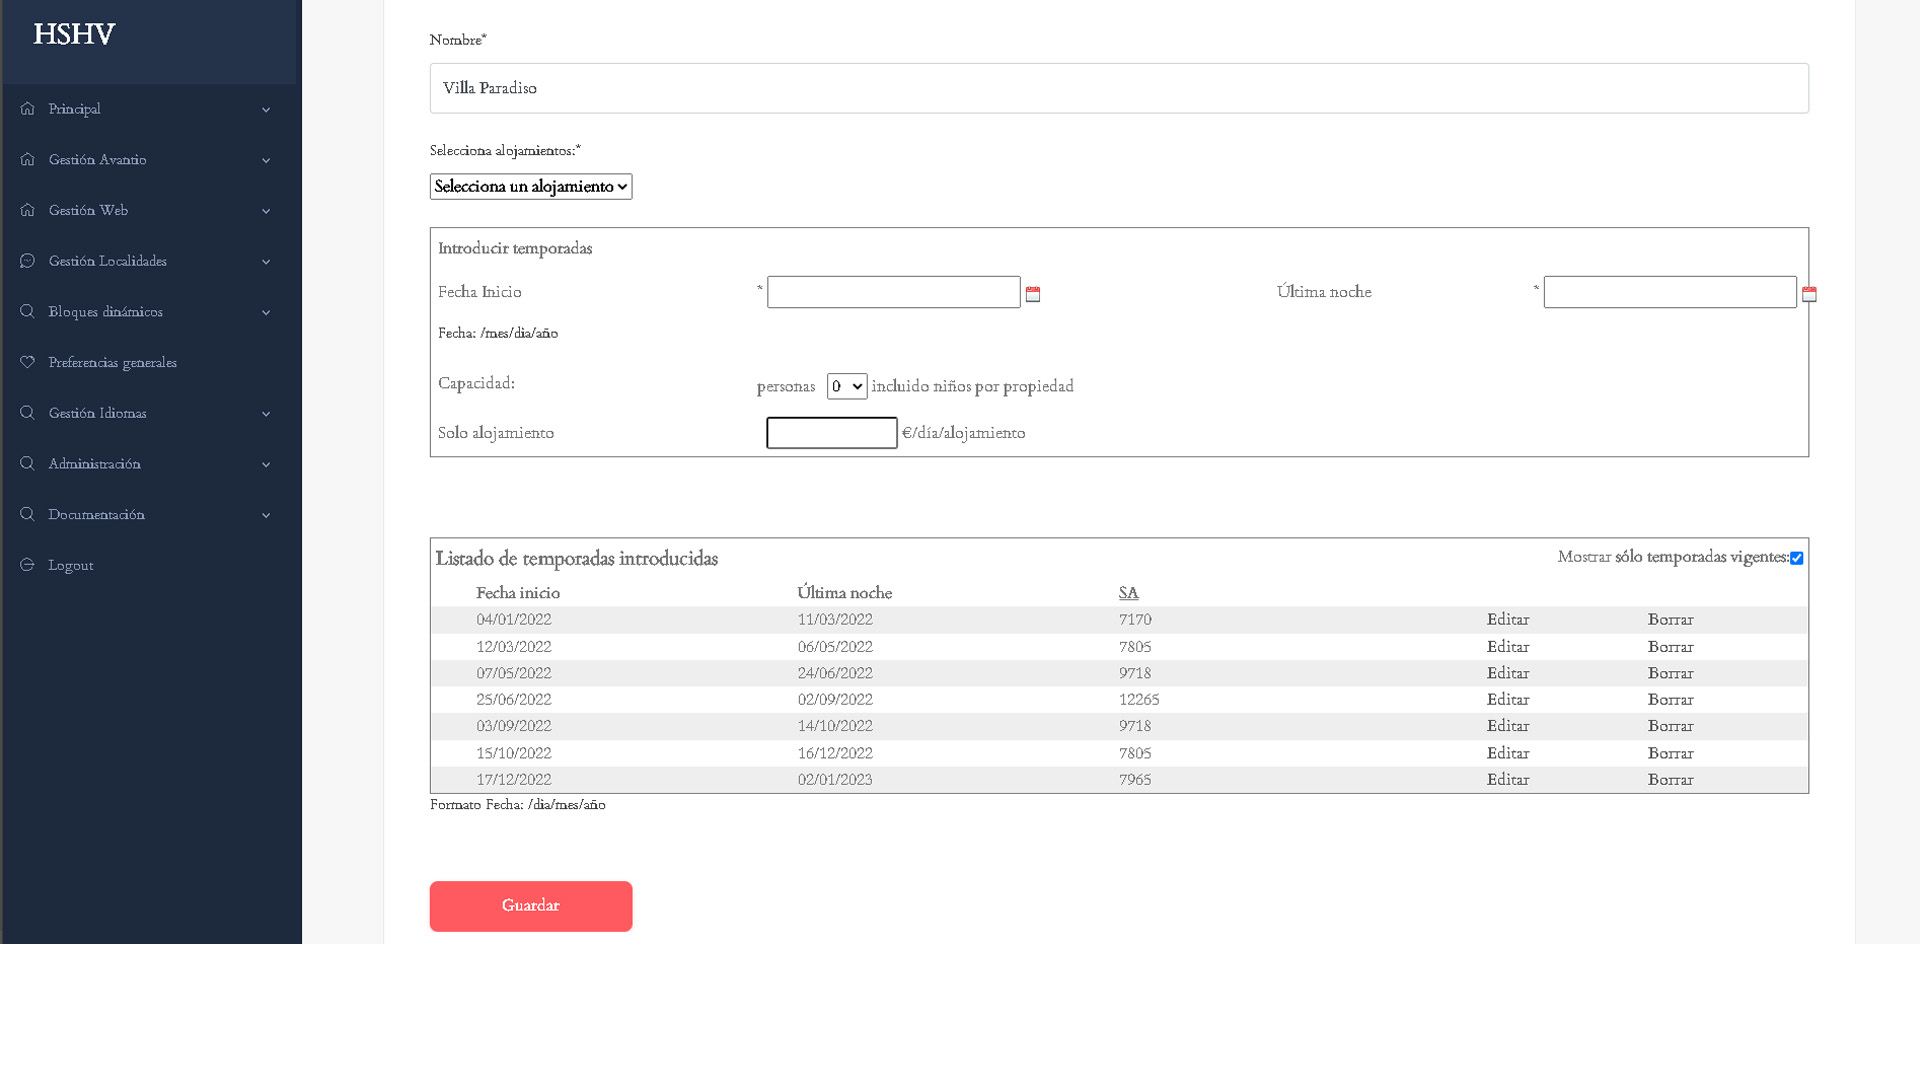 HSHV
Principal
Gestión Avantio
Gestión Web
Gestión Localidades
Bloques dinámicos
Preferencias generales
Gestión Idiomas
Administración
Documentación
Logout
Nombre*
Villa Paradiso
Selecciona alojamientos:*
Selecciona un alojamiento
Introducir temporadas
Fecha Inicio * Última noche *
Fecha: /mes/dia/año
Capacidad: personas 0 incluido niños por propiedad
Solo alojamiento €/día/alojamiento
Listado de temporadas introducidas Mostrar sólo temporadas vigentes:
Fecha inicio Última noche SA
04/01/2022 11/03/2022 7170 Editar Borrar
12/03/2022 06/05/2022 7805 Editar Borrar
07/05/2022 24/06/2022 9718 Editar Borrar
25/06/2022 02/09/2022 12265 Editar Borrar
03/09/2022 14/10/2022 9718 Editar Borrar
15/10/2022 16/12/2022 7805 Editar Borrar
17/12/2022 02/01/2023 7965 Editar Borrar
Formato Fecha: /dia/mes/año
Guardar